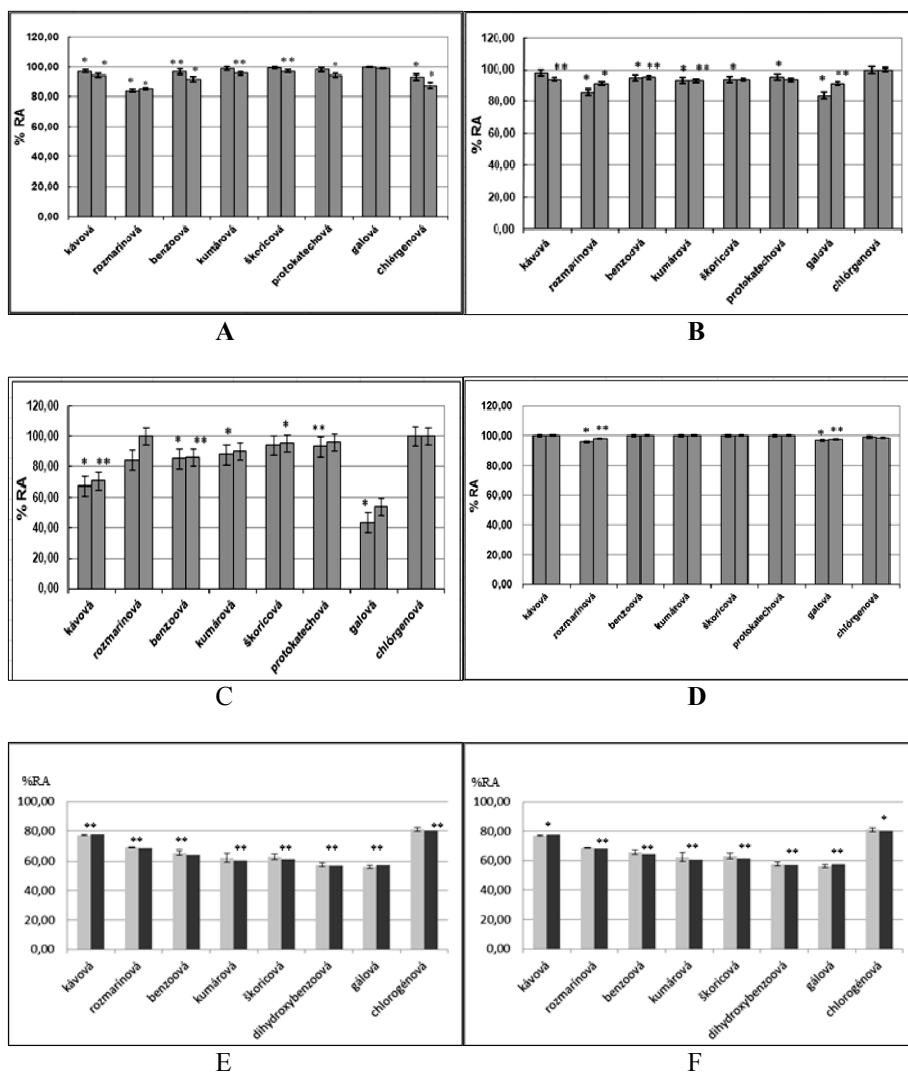 120,00
100,00
80,00
60,00
40,00
20,00
0,00
% RA
* * * * ** * ** ** * * *
kávová rozmarínová benzoová kumárová škoricová protokatechová galová chlórgenová
A
120,00
100,00
80,00
60,00
40,00
20,00
0,00
% RA
** * * * ** * ** * * * **
kávová rozmarínová benzoová kumárová škoricová protokatechová galová chlórgenová
B
120,00
100,00
80,00
60,00
40,00
20,00
0,00
% RA
* ** * ** * * ** *
kávová rozmarínová benzoová kumárová škoricová protokatechova galová chlórgenová
C
120,00
100,00
80,00
60,00
40,00
20,00
0,00
% RA
* ** * **
kávová rozmarínová benzoová kumárová škoricová protokatechová galová chlórgenová
D
%RA
100,00
80,00
60,00
40,00
20,00
0,00
** ** ** ** ** ** ** **
kávová rozmarínová benzoová kumárová škoricová dihydroxybenzoová gálová chlorogénová
E
%RA
100,00
80,00
60,00
40,00
20,00
0,00
* ** ** ** ** ** ** *
kávová rozmarínová benzoová kumárová škoricová dihydroxybenzoová gálová chlorogénová
F